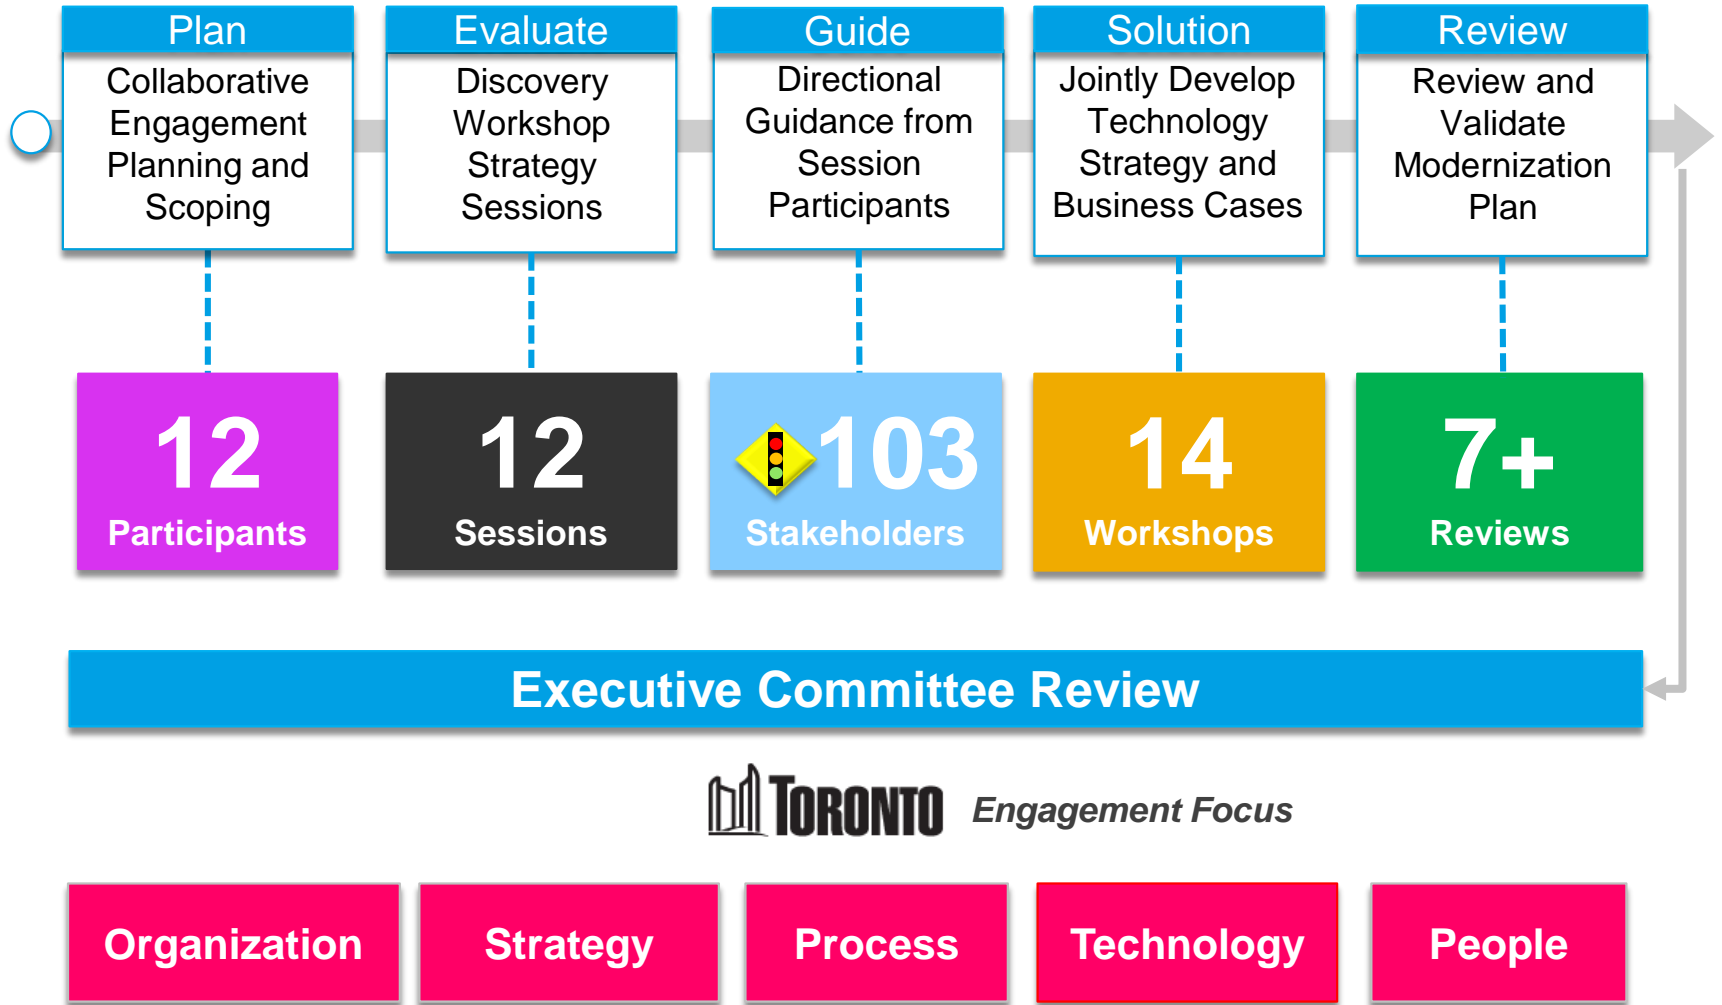 Plan
Collaborative
Engagement
Planning and
Scoping
Evaluate
Discovery
Workshop
Strategy
Sessions
Guide
Directional
Guidance from
Session
Participants
Solution
Jointly Develop
Technology
Strategy and
Business Cases
Review
Review and
Validate
Modernization
Plan
12
Participants
12
Sessions
103
Stakeholders
14
Workshops
7+
Reviews
Executive Committee Review
TORONTO Engagement Focus
Organization
Strategy
Process
Technology
People